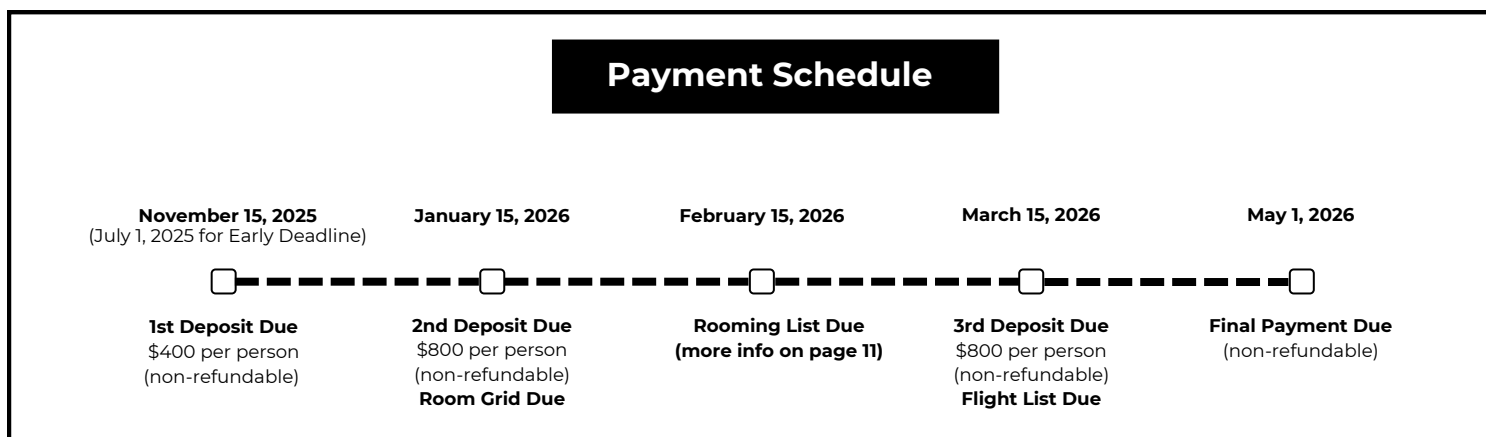 Payment Schedule
November 15, 2025
(July 1, 2025 for Early Deadline)
1st Deposit Due
$400 per person
(non-refundable)
January 15, 2026
2nd Deposit Due
$800 per person
(non-refundable)
Room Grid Due
February 15, 2026
Rooming List Due
(more info on page 11)
March 15, 2026
3rd Deposit Due
$800 per person
(non-refundable)
Flight List Due
May 1, 2026
Final Payment Due
(non-refundable)